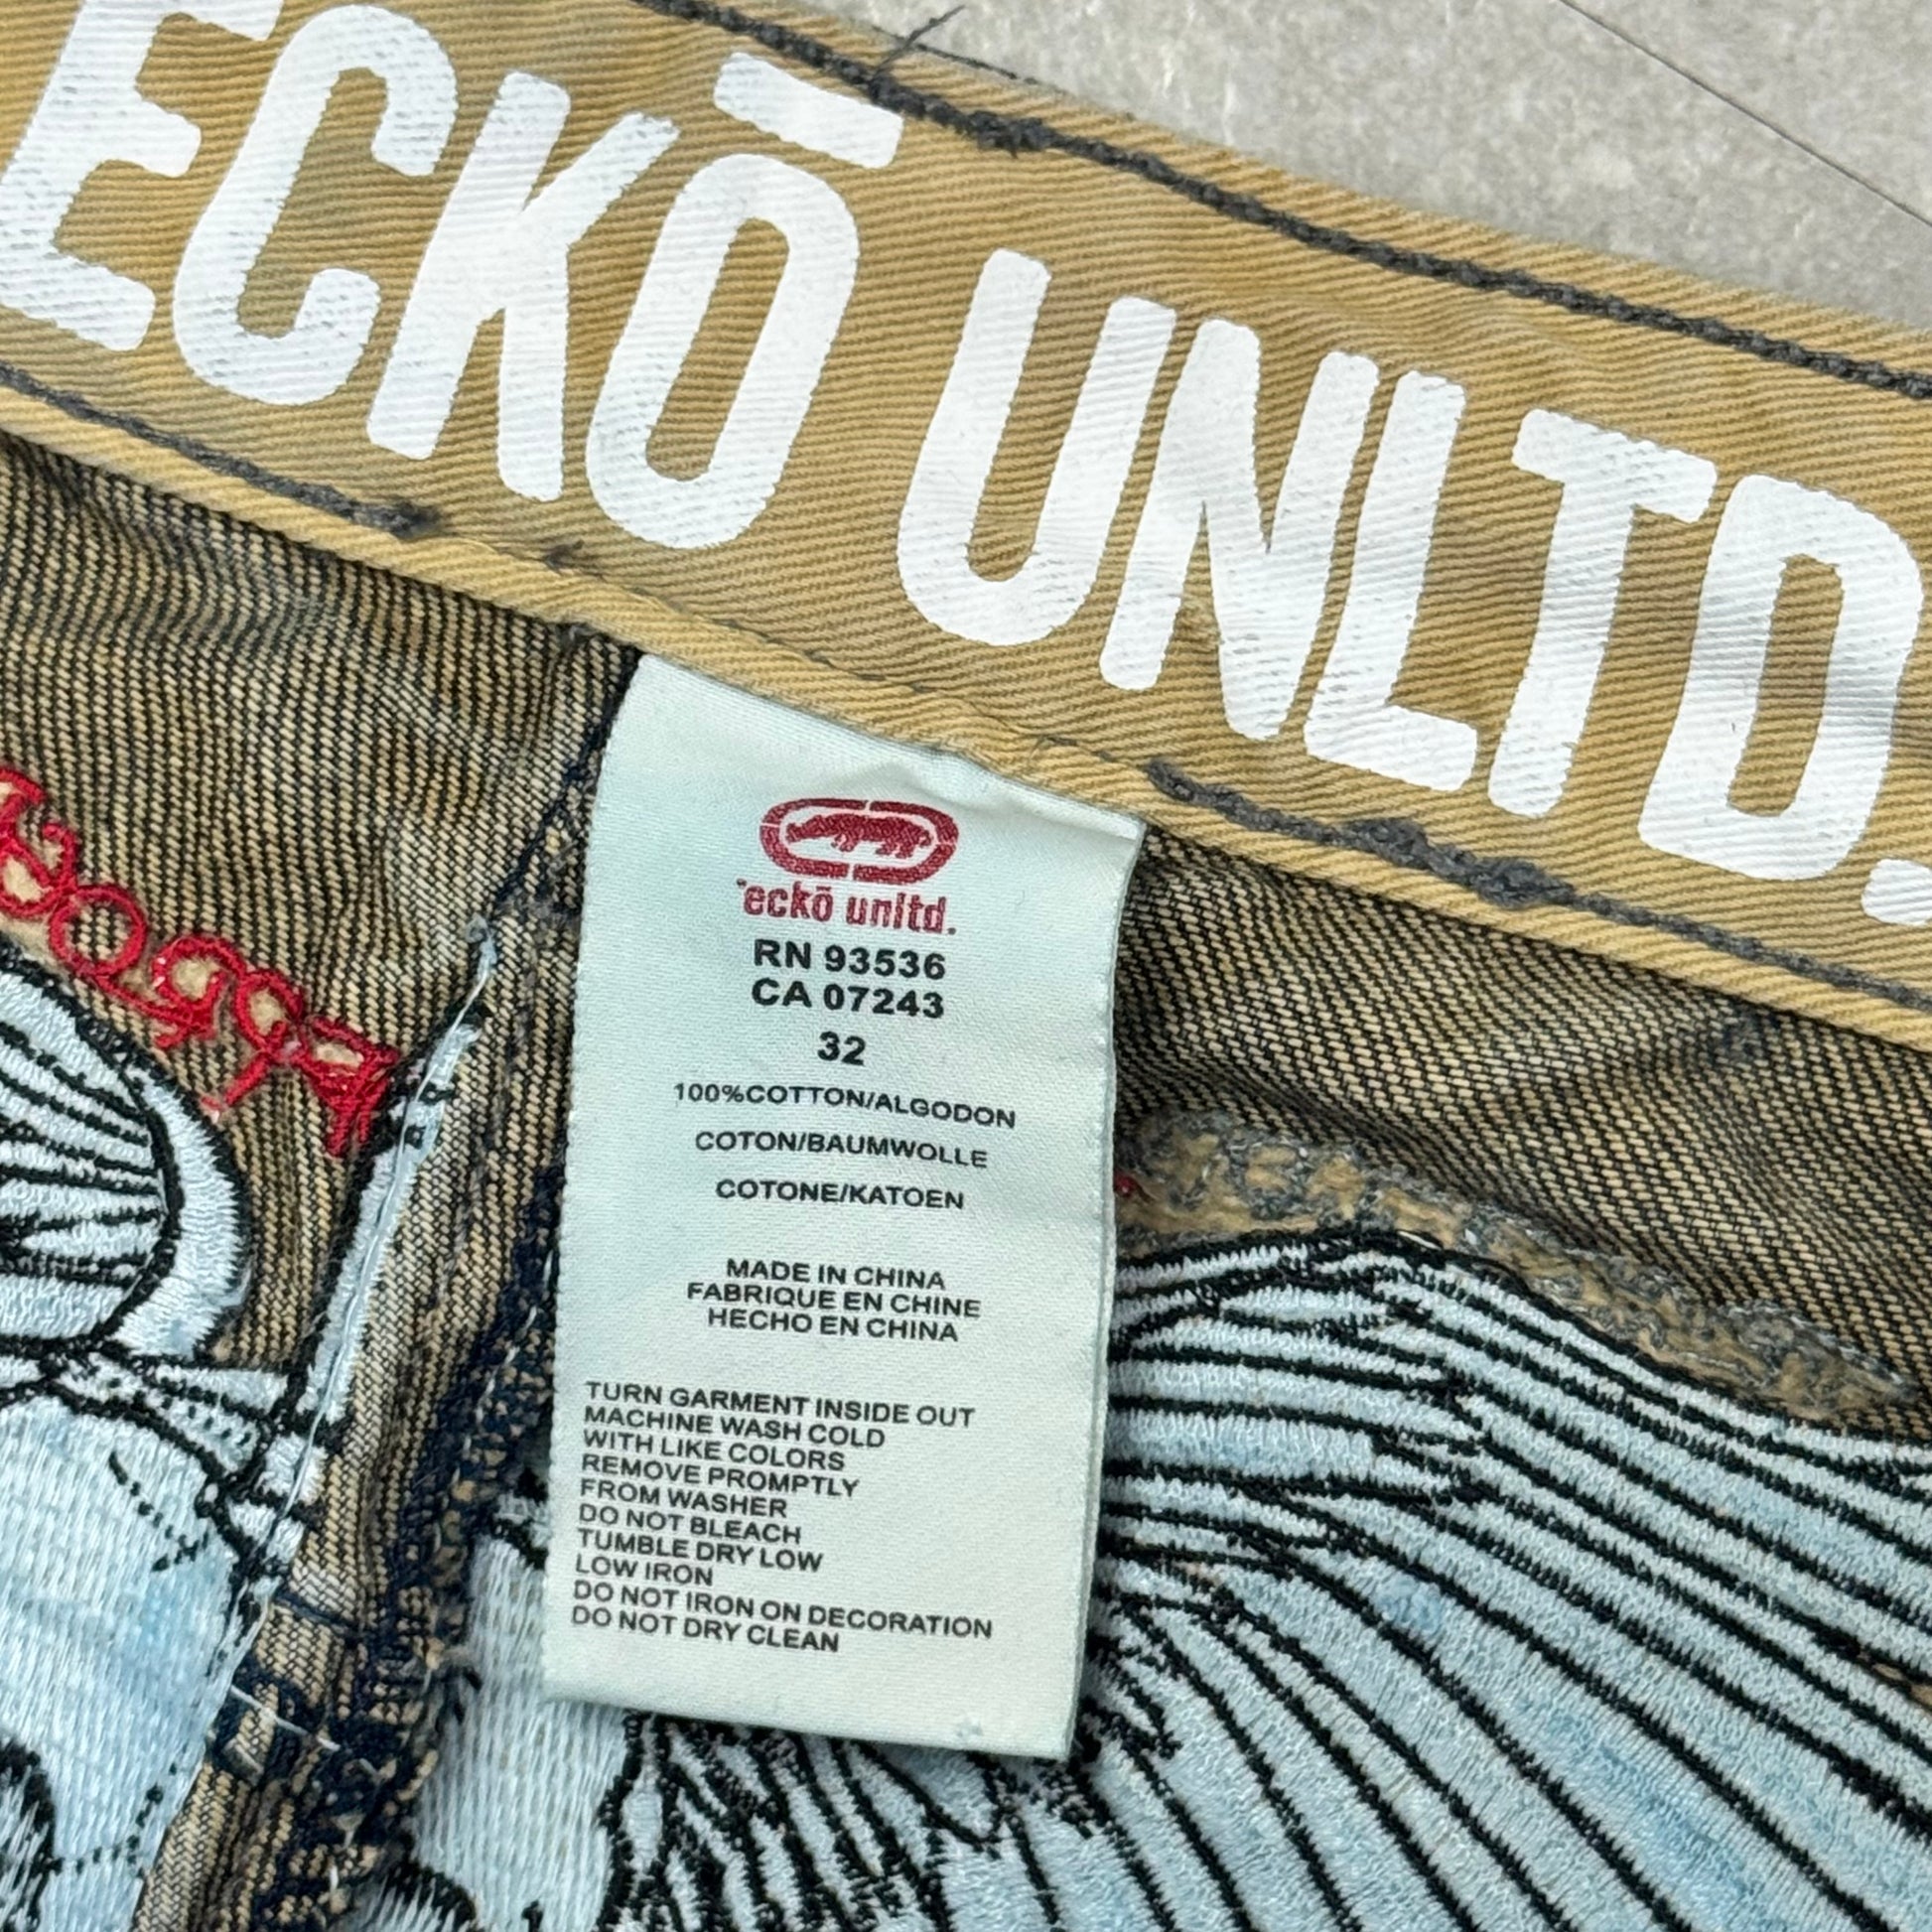 ECKŌ UNLTD.
eckō unltd.
RN 93536
CA 07243
32
100%COTTON/ALGODON
COTON/BAUMWOLLE
COTONE/KATOEN
MADE IN CHINA
FABRIQUE EN CHINE
HECHO EN CHINA
TURN GARMENT INSIDE OUT
MACHINE WASH COLD
WITH LIKE COLORS
REMOVE PROMPTLY
FROM WASHER
DO NOT BLEACH
TUMBLE DRY LOW
LOW IRON
DO NOT IRON ON DECORATION
DO NOT DRY CLEAN